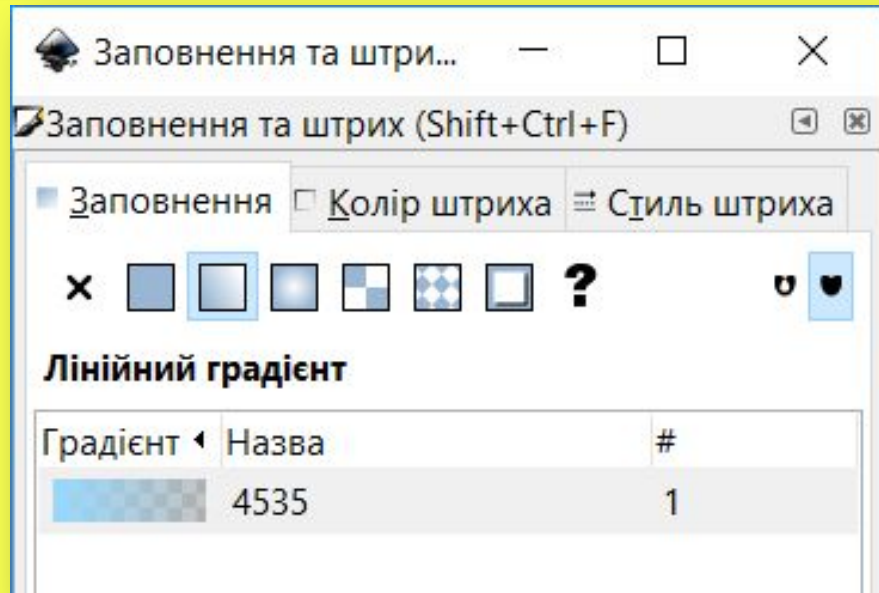 Заповнення та штри...
Заповнення та штрих (Shift+Ctrl+F)
Заповнення Колір штриха Стиль штриха
?
Лінійний градієнт
Градієнт Назва #
4535 1